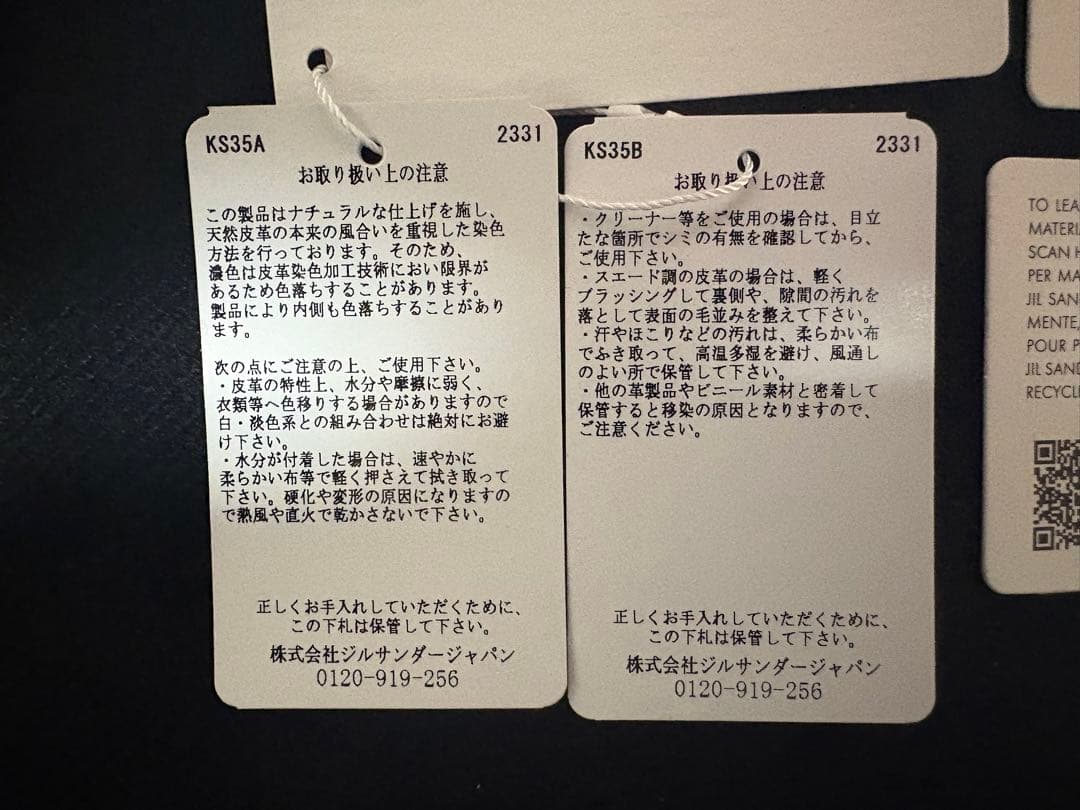 KS35A 2331
お取り扱い上の注意
この製品はナチュラルな仕上げを施し、
天然皮革の本来の風合いを重視した染色
方法を行っております。そのため、
濃色は皮革染色加工技術におい限界が
あるため色落ちすることがあります。
製品により内側も色落ちすることがあり
ます。
次の点にご注意の上、ご使用下さい。
・皮革の特性上、水分や摩擦に弱く、
衣類等へ色移りする場合がありますので
白・淡色系との組み合わせは絶対にお避
け下さい。
・水分が付着した場合は、速やかに
柔らかい布等で軽く押さえて拭き取って
下さい。硬化や変形の原因になりますの
で熱風や直火で乾かさないで下さい。
正しくお手入れしていただくために、
この下札は保管して下さい。
株式会社ジルサンダージャパン
0120-919-256
KS35B 2331
お取り扱い上の注意
・クリーナー等をご使用の場合は、目立
たな箇所でシミの有無を確認してから、
ご使用下さい。
・スエード調の皮革の場合は、軽く
ブラッシングして裏側や、隙間の汚れを
落として表面の毛並みを整えて下さい。
・汗やほこりなどの汚れは、柔らかい布
でふき取って、高温多湿を避け、風通し
のよい所で保管して下さい。
・他の革製品やビニール素材と密着して
保管すると移染の原因となりますので、
ご注意ください。
正しくお手入れしていただくために、
この下札は保管して下さい。
株式会社ジルサンダージャパン
0120-919-256
TO LEA
MATERIA
SCAN H
PER MA
JIL SAN
MENTE,
POUR P
JIL SAND
RECYCLE